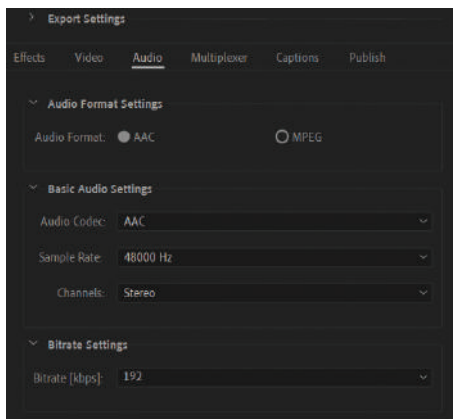 Export Settings
Effects Video Audio Multiplexer Captions Publish
Audio Format Settings
Audio Format: AAC MPEG
Basic Audio Settings
Audio Codec: AAC
Sample Rate: 48000 Hz
Channels: Stereo
Bitrate Settings
Bitrate [kbps]: 192